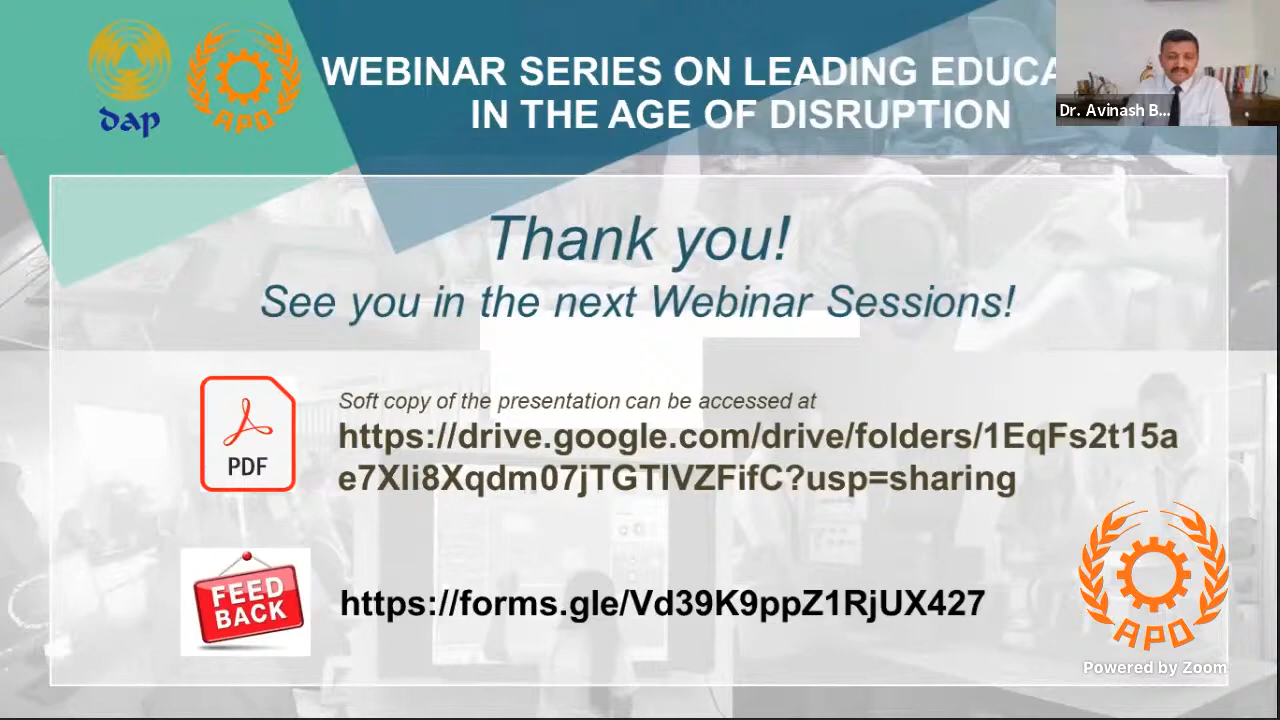 dap
APO
WEBINAR SERIES ON LEADING EDUCA
IN THE AGE OF DISRUPTION
Dr. Avinash B...
Thank you!
See you in the next Webinar Sessions!
PDF
Soft copy of the presentation can be accessed at
https://drive.google.com/drive/folders/1EqFs2t15a
e7XIi8Xqdm07jTGTIVZFifC?usp=sharing
FEED
BACK
https://forms.gle/Vd39K9ppZ1RjUX427
APO
Powered by Zoom